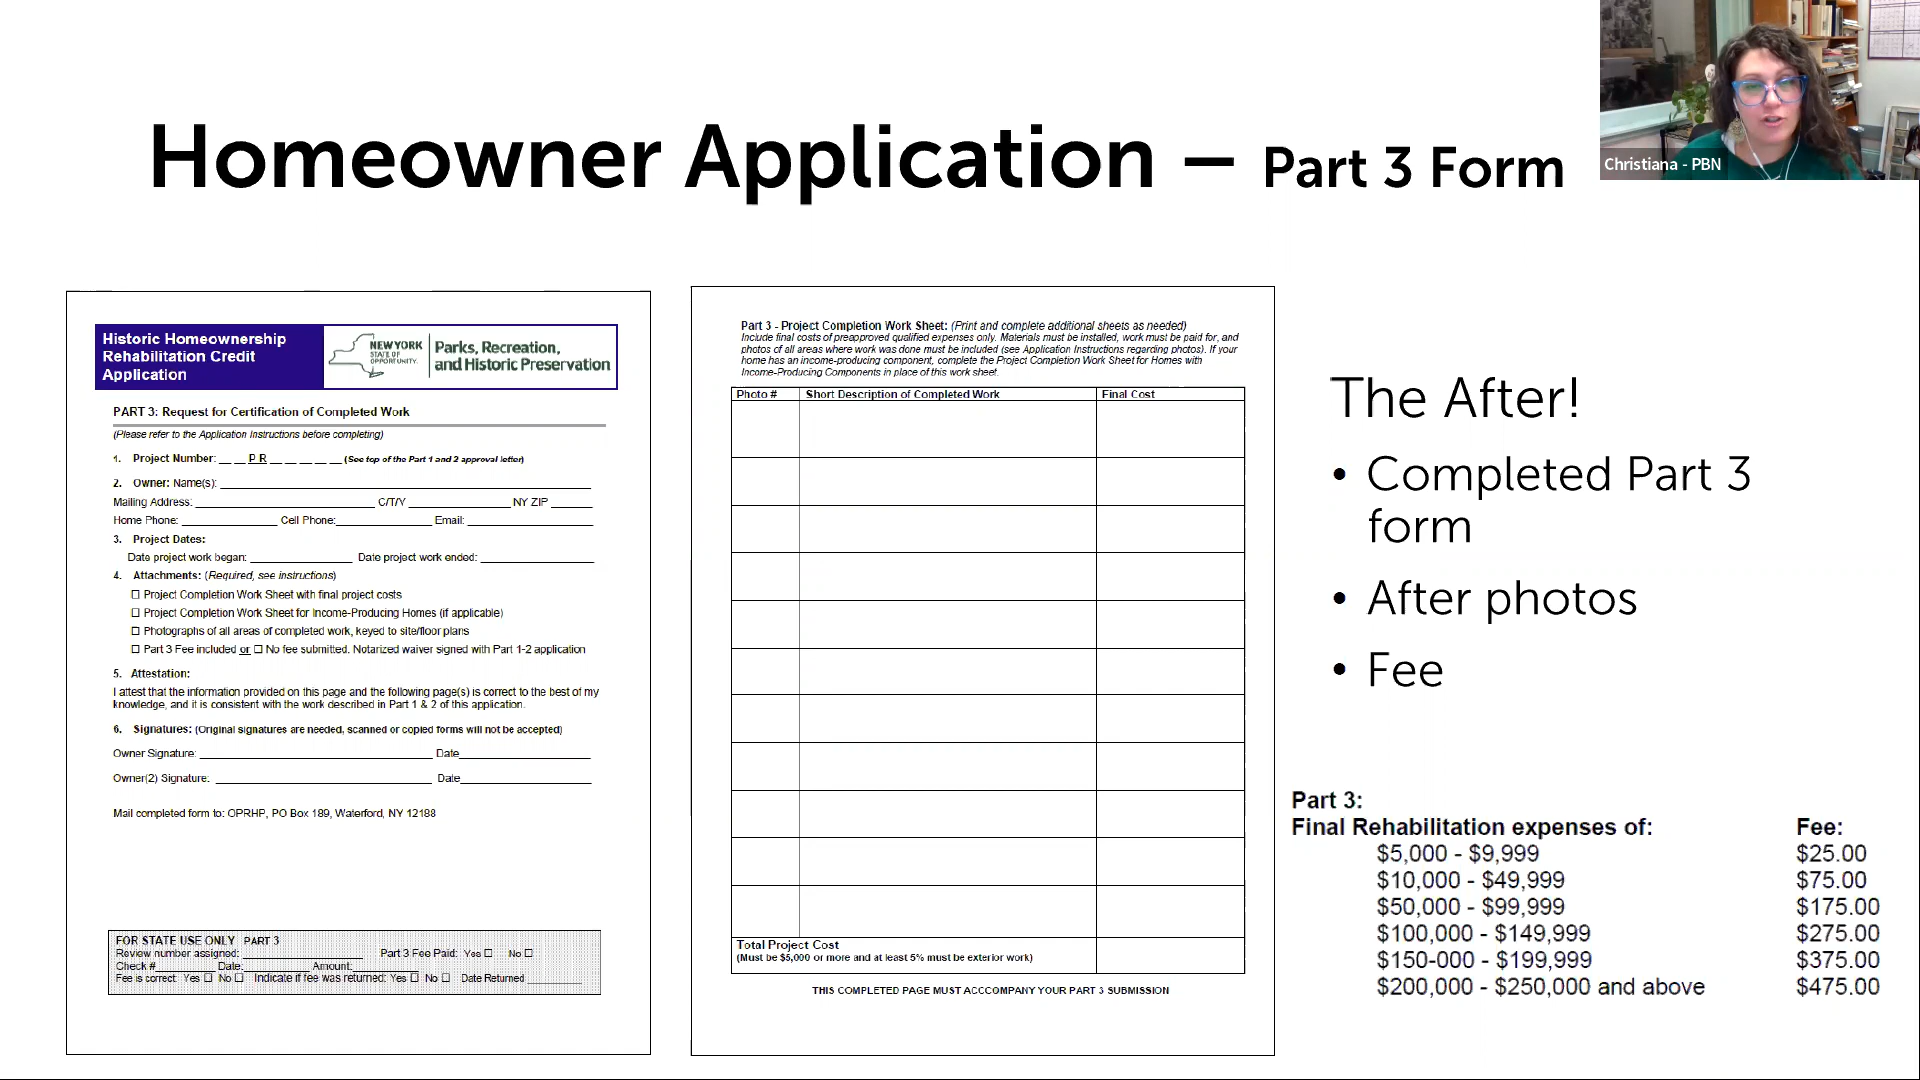 Homeowner Application – Part 3 Form
Christiana - PBN
Historic Homeownership
Rehabilitation Credit
Application
NEW YORK
STATE OF
OPPORTUNITY.
Parks, Recreation,
and Historic Preservation
PART 3: Request for Certification of Completed Work
(Please refer to the Application Instructions before completing)
1. Project Number: __ __ P R __ __ __ __ __ (See top of the Part 1 and 2 approval letter)
2. Owner: Name(s):
Mailing Address: C/T/V NY ZIP
Home Phone: Cell Phone: Email:
3. Project Dates:
Date project work began: Date project work ended:
4. Attachments: (Required, see instructions)
☐ Project Completion Work Sheet with final project costs
☐ Project Completion Work Sheet for Income-Producing Homes (if applicable)
☐ Photographs of all areas of completed work, keyed to site/floor plans
☐ Part 3 Fee included or ☐ No fee submitted. Notarized waiver signed with Part 1-2 application
5. Attestation:
I attest that the information provided on this page and the following page(s) is correct to the best of my
knowledge, and it is consistent with the work described in Part 1 & 2 of this application.
6. Signatures: (Original signatures are needed, scanned or copied forms will not be accepted)
Owner Signature: Date
Owner(2) Signature: Date
Mail completed form to: OPRHP, PO Box 189, Waterford, NY 12188
FOR STATE USE ONLY PART 3
Review number assigned: Part 3 Fee Paid: Yes ☐ No ☐
Check # Date: Amount:
Fee is correct: Yes ☐ No ☐ Indicate if fee was returned: Yes ☐ No ☐ Date Returned
Part 3 - Project Completion Work Sheet: (Print and complete additional sheets as needed)
Include final costs of preapproved qualified expenses only. Materials must be installed, work must be paid for, and
photos of all areas where work was done must be included (see Application Instructions regarding photos). If your
home has an income-producing component, complete the Project Completion Work Sheet for Homes with
Income-Producing Components in place of this work sheet.
Photo # Short Description of Completed Work Final Cost
Total Project Cost
(Must be $5,000 or more and at least 5% must be exterior work)
THIS COMPLETED PAGE MUST ACCCOMPANY YOUR PART 3 SUBMISSION
The After!
• Completed Part 3
form
• After photos
• Fee
Part 3:
Final Rehabilitation expenses of: Fee:
$5,000 - $9,999 $25.00
$10,000 - $49,999 $75.00
$50,000 - $99,999 $175.00
$100,000 - $149,999 $275.00
$150-000 - $199,999 $375.00
$200,000 - $250,000 and above $475.00